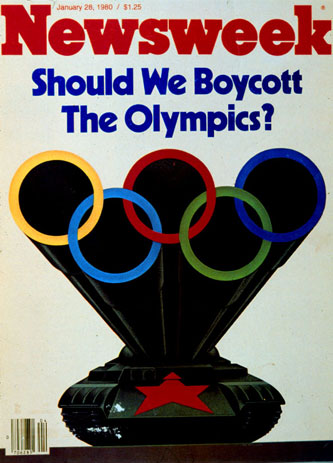 January 28, 1980 / $1.25
Newsweek
®
Should We Boycott
The Olympics?